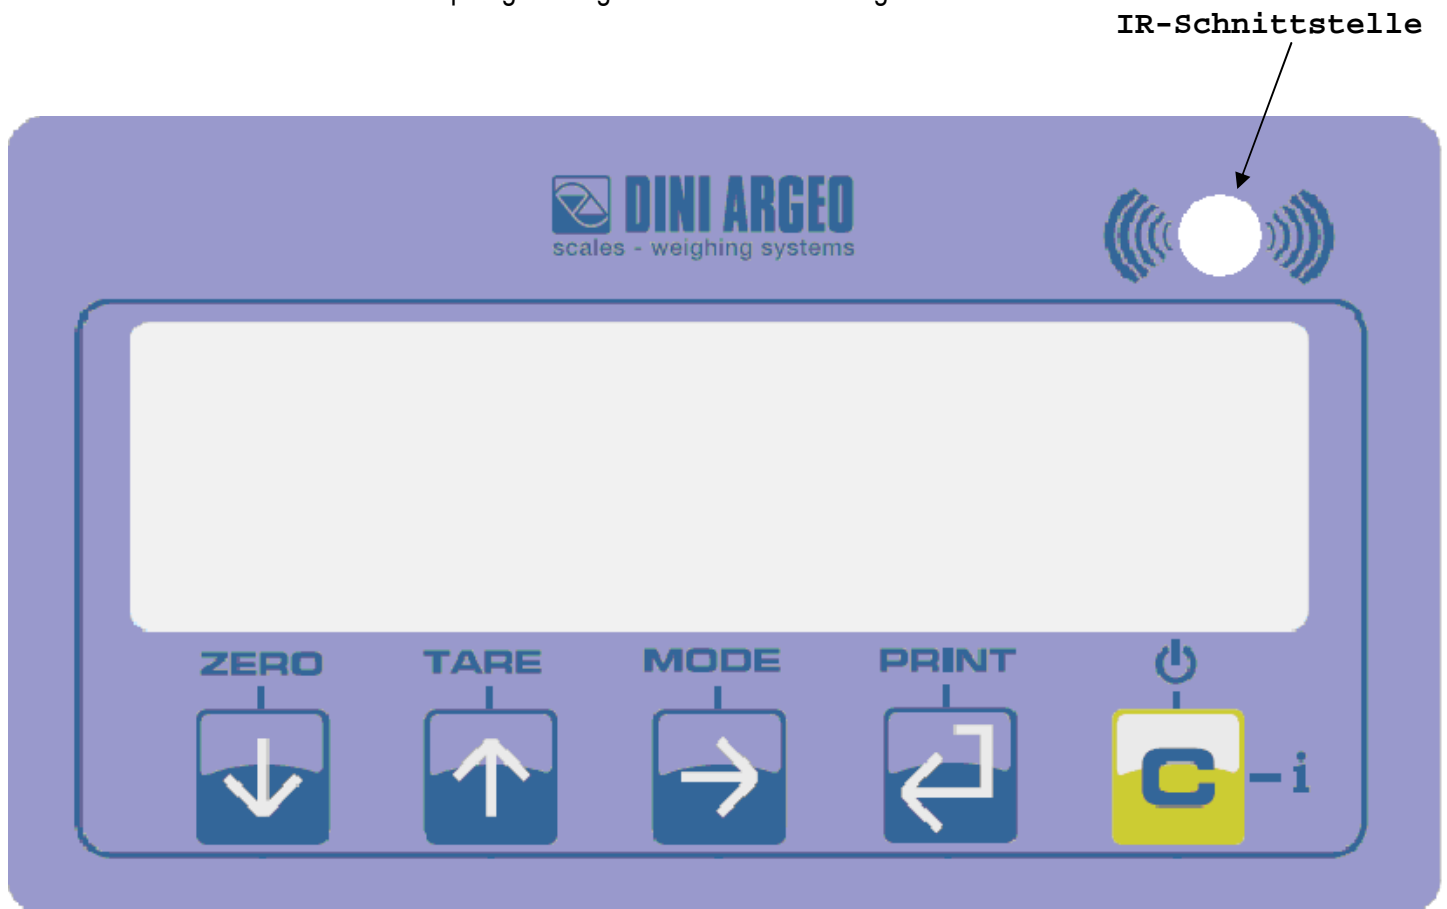 IR-Schnittstelle
DINI ARGEO
scales - weighing systems
ZERO TARE MODE PRINT
C - i